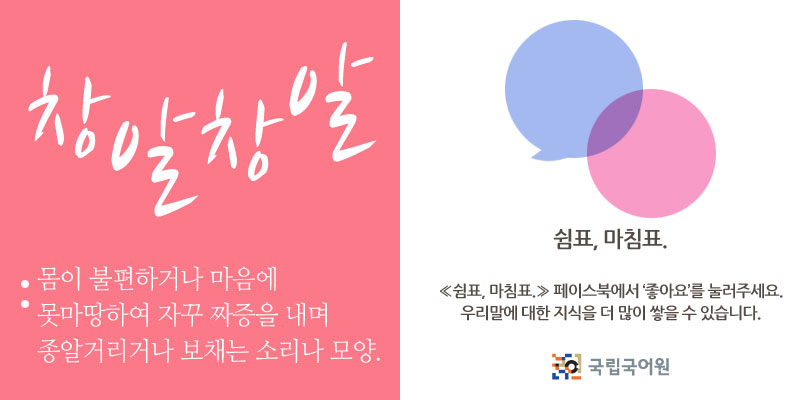 창알창알
: 몸이 불편하거나 마음에
못마땅하여 자꾸 짜증을 내며
종알거리거나 보채는 소리나 모양.
쉼표, 마침표.
≪쉼표, 마침표.≫ 페이스북에서 '좋아요'를 눌러주세요.
우리말에 대한 지식을 더 많이 쌓을 수 있습니다.
국립국어원